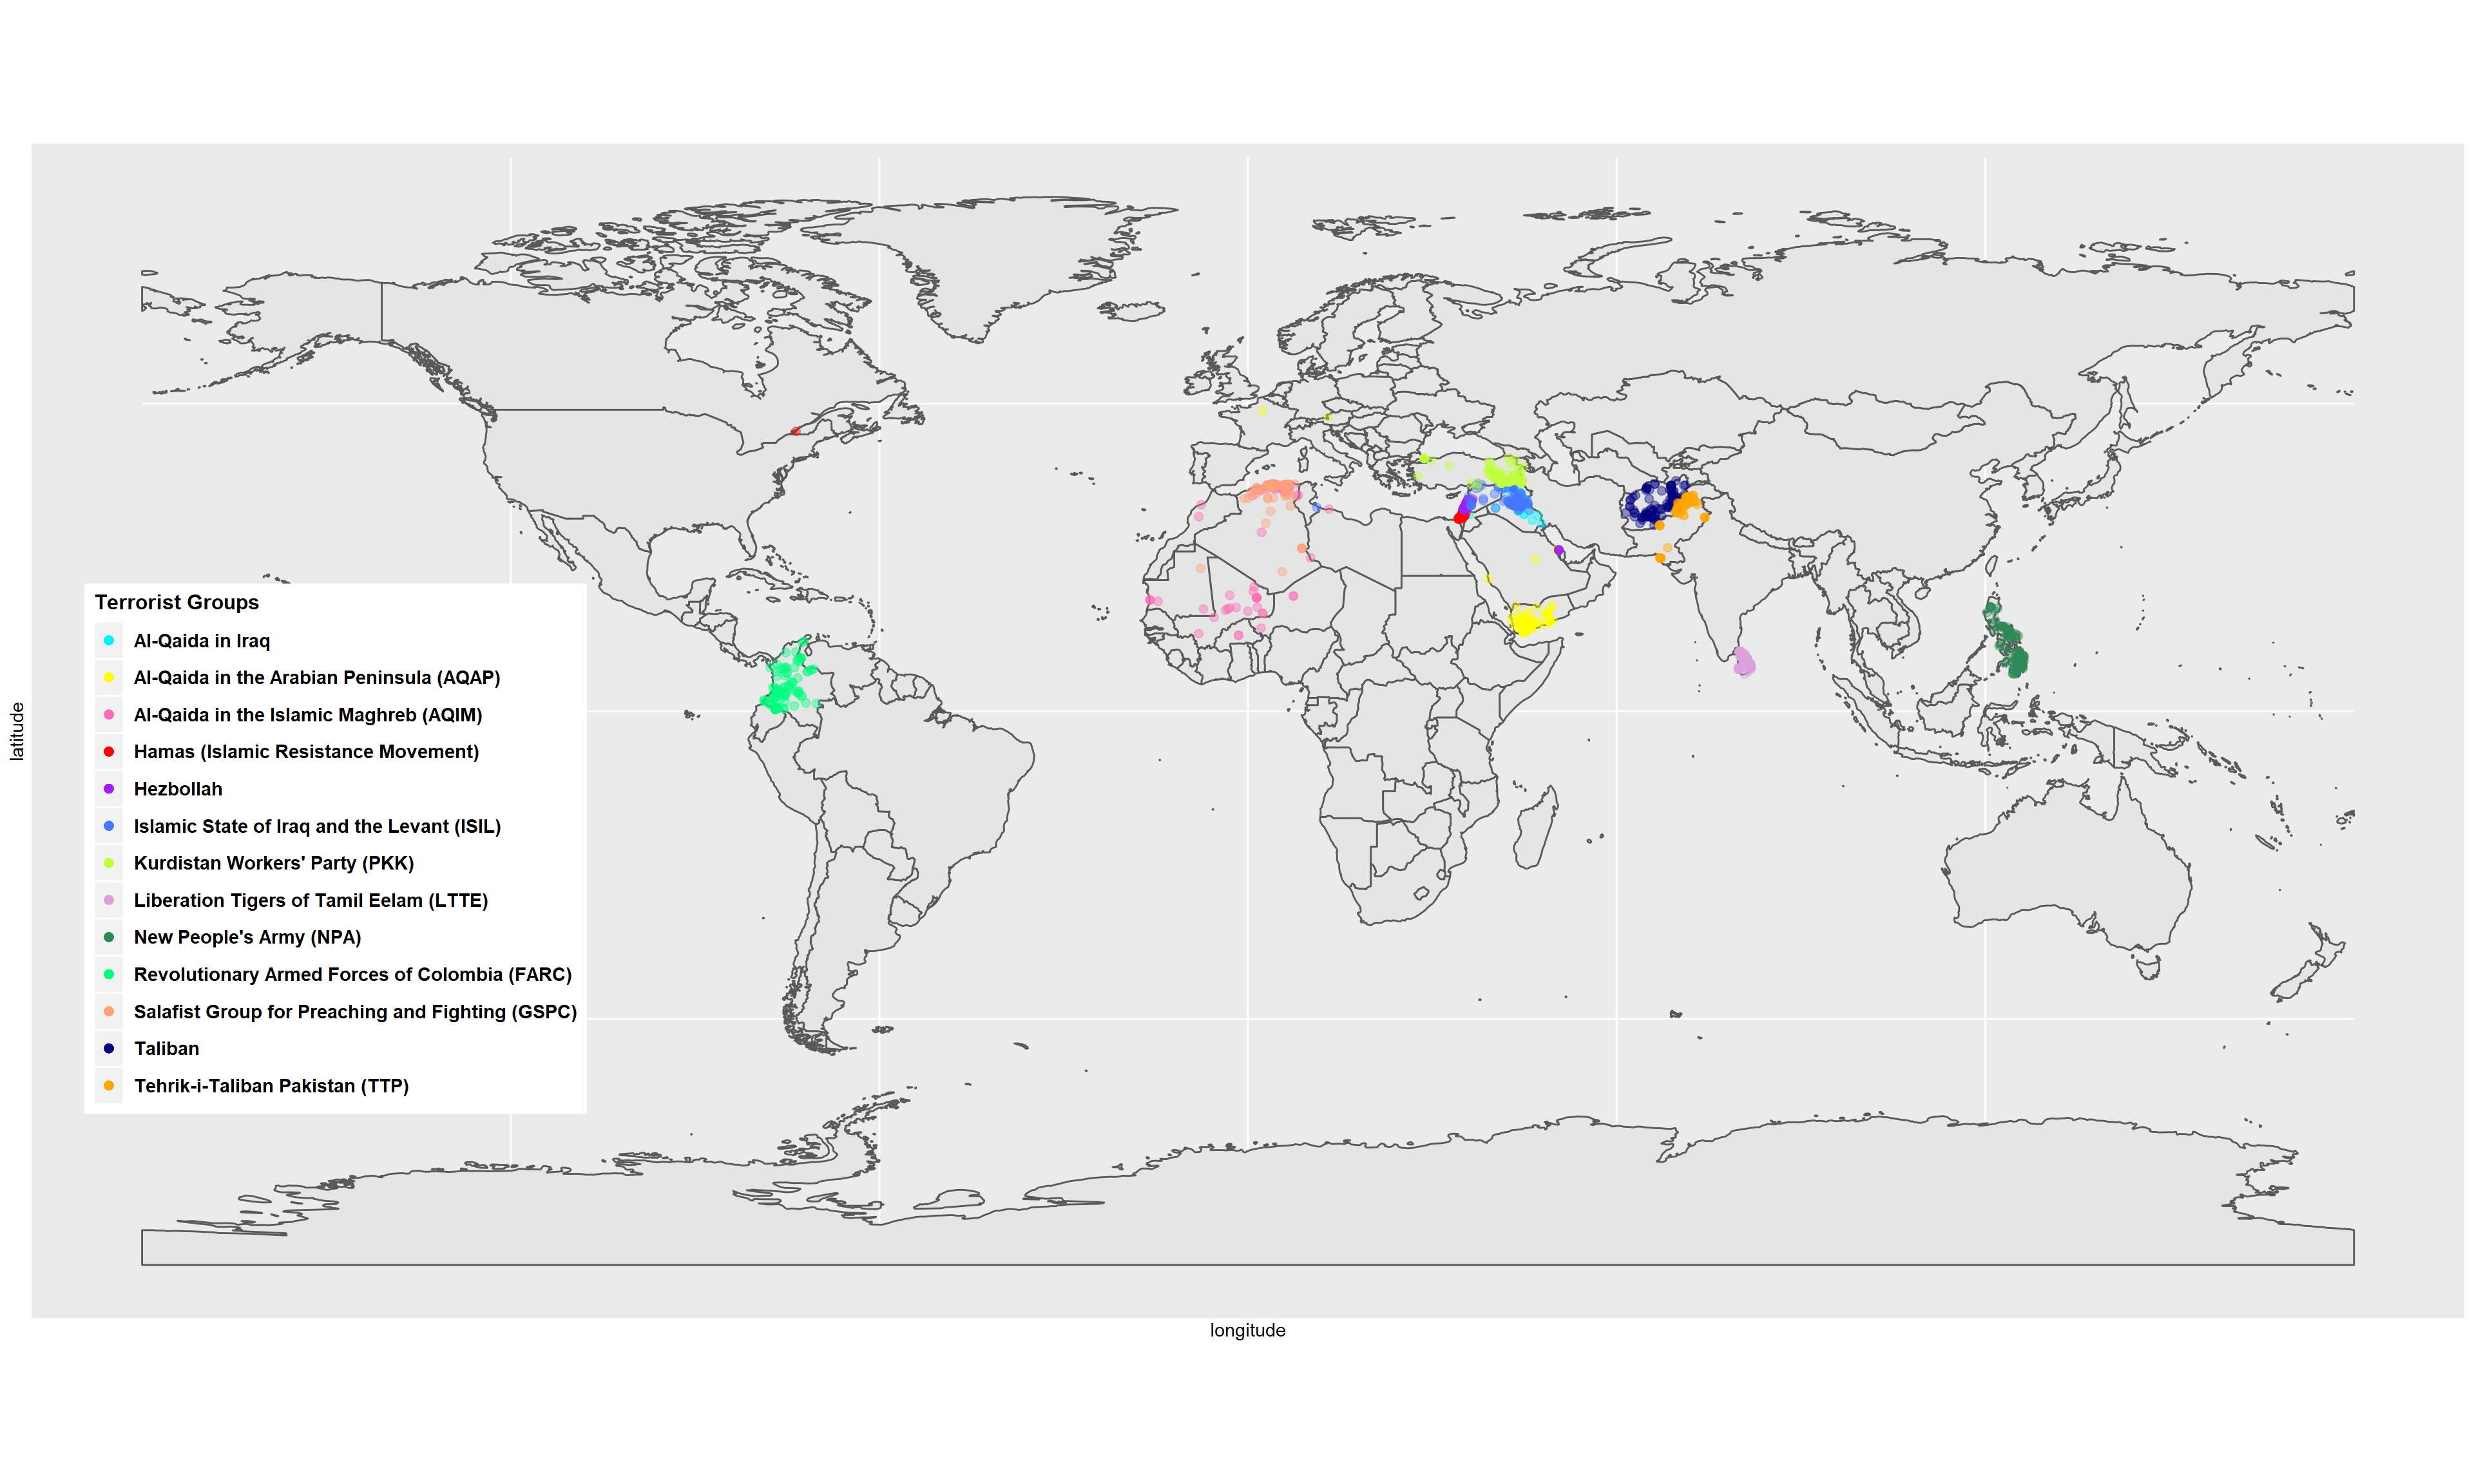 Terrorist Groups
Al-Qaida in Iraq
Al-Qaida in the Arabian Peninsula (AQAP)
Al-Qaida in the Islamic Maghreb (AQIM)
Hamas (Islamic Resistance Movement)
Hezbollah
Islamic State of Iraq and the Levant (ISIL)
Kurdistan Workers' Party (PKK)
Liberation Tigers of Tamil Eelam (LTTE)
New People's Army (NPA)
Revolutionary Armed Forces of Colombia (FARC)
Salafist Group for Preaching and Fighting (GSPC)
Taliban
Tehrik-i-Taliban Pakistan (TTP)
latitude
longitude